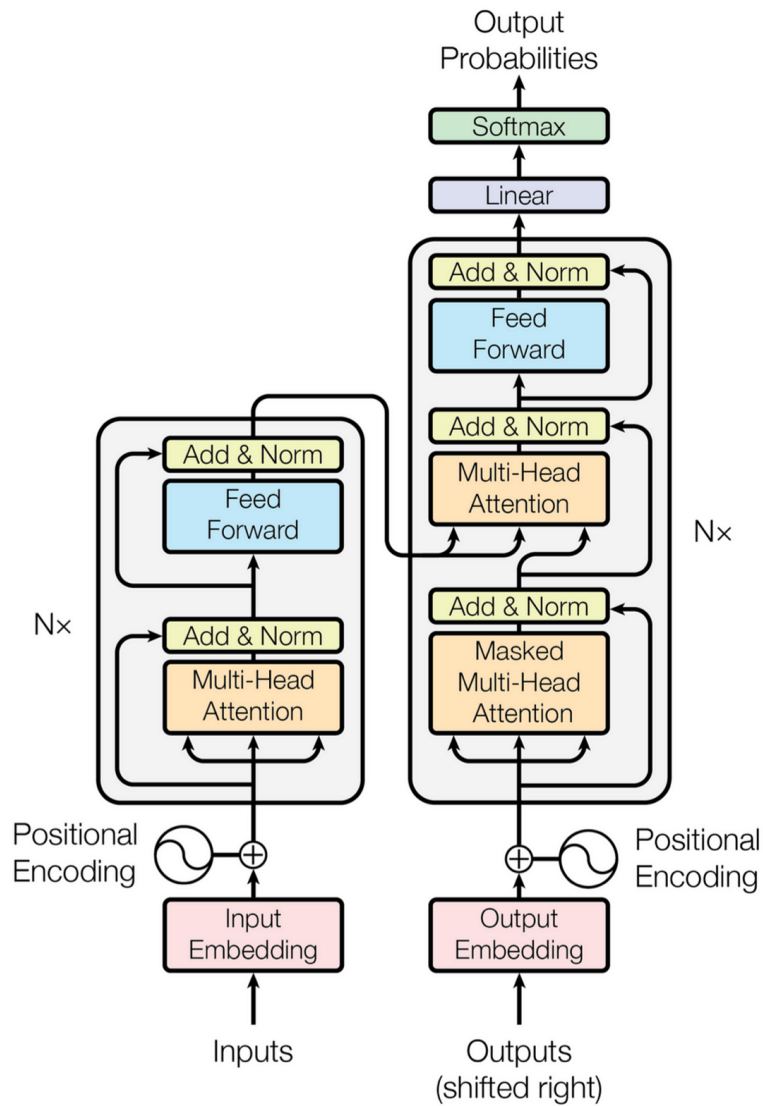 Output
Probabilities
Softmax
Linear
Add & Norm
Feed
Forward
Add & Norm
Multi-Head
Attention
Nx
Add & Norm
Masked
Multi-Head
Attention
Add & Norm
Feed
Forward
Nx
Add & Norm
Multi-Head
Attention
Positional
Encoding
Positional
Encoding
Input
Embedding
Output
Embedding
Inputs
Outputs
(shifted right)